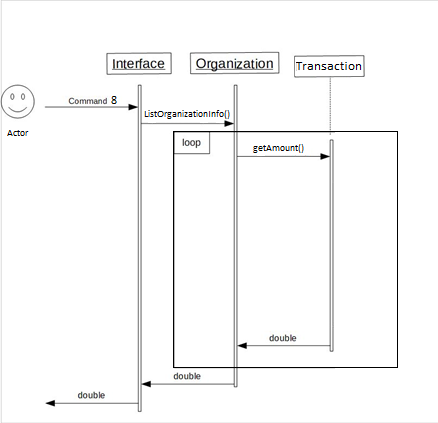 Interface
Organization
Transaction
Command 8
Actor
ListOrganizationInfo()
loop
getAmount()
double
double
double